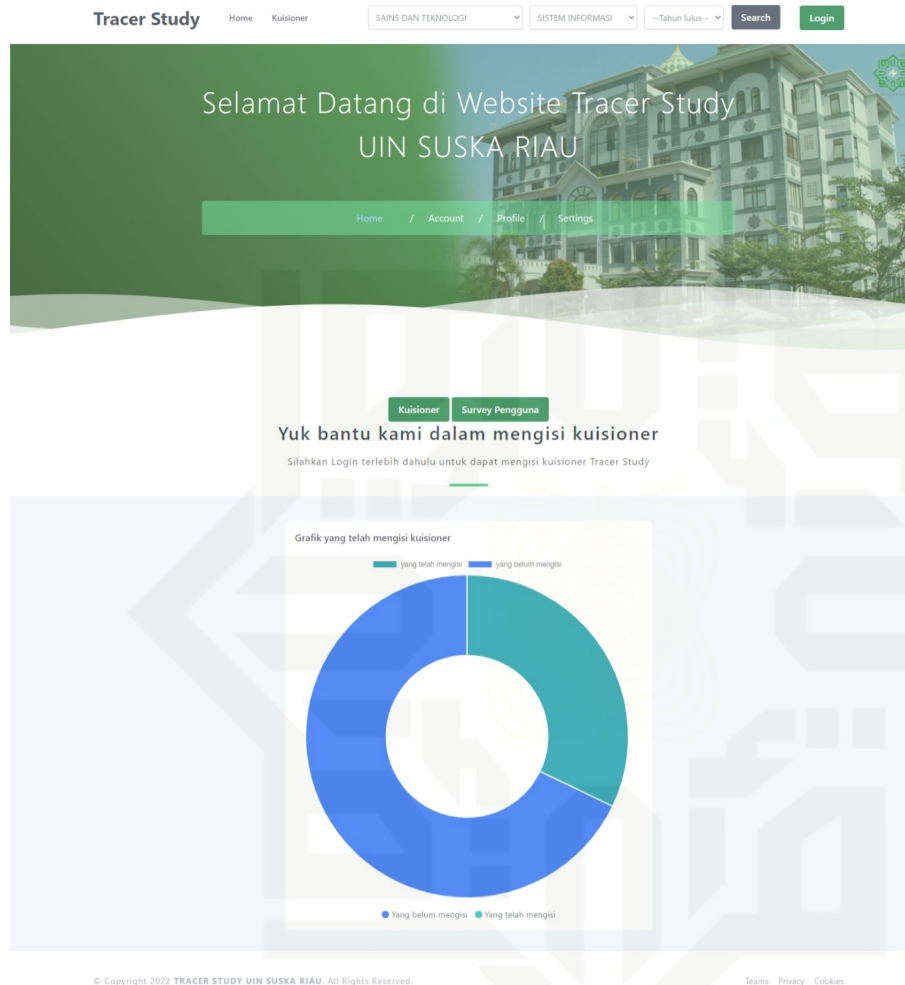 Tracer Study Home Kuisioner SAINS DAN TEKNOLOGI SISTEM INFORMASI --Tahun lulus-- Search Login
Selamat Datang di Website Tracer Study
UIN SUSKA RIAU
Home / Account / Profile / Settings
Kuisioner Survey Pengguna
Yuk bantu kami dalam mengisi kuisioner
Silahkan Login terlebih dahulu untuk dapat mengisi kuisioner Tracer Study
Grafik yang telah mengisi kuisioner
yang telah mengisi yang belum mengisi
Yang belum mengisi Yang telah mengisi
© Copyright 2022 TRACER STUDY UIN SUSKA RIAU. All Rights Reserved. Teams Privacy Cookies